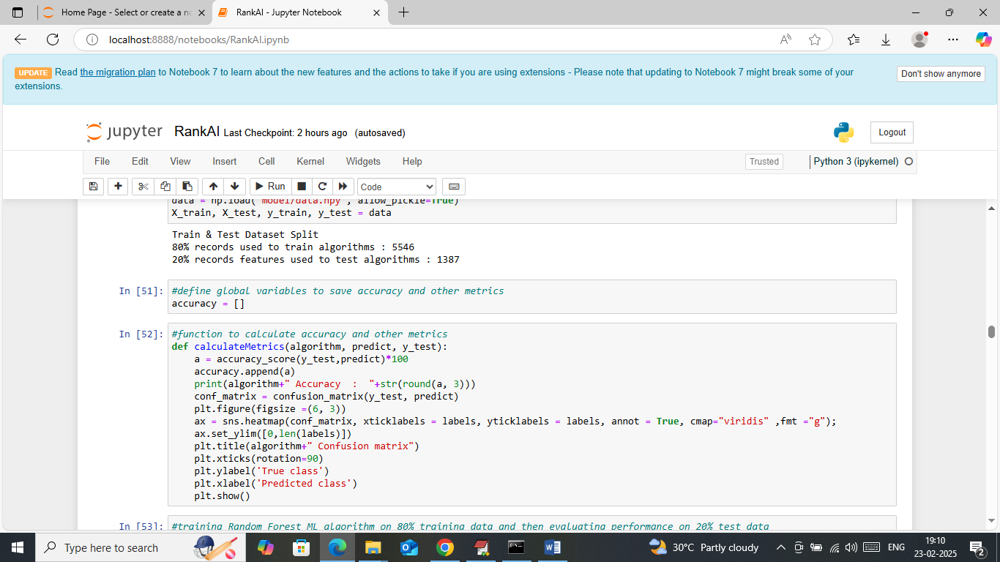 Home Page - Select or create a n
RankAI - Jupyter Notebook
localhost:8888/notebooks/RankAI.ipynb
UPDATE Read the migration plan to Notebook 7 to learn about the new features and the actions to take if you are using extensions - Please note that updating to Notebook 7 might break some of your
extensions.
Don't show anymore
jupyter RankAI Last Checkpoint: 2 hours ago (autosaved)
Logout
File Edit View Insert Cell Kernel Widgets Help
Trusted
Python 3 (ipykernel)
Run
Code
data = np.load("model/data.npy", allow_pickle=True)
X_train, X_test, y_train, y_test = data
Train & Test Dataset Split
80% records used to train algorithms : 5546
20% records features used to test algorithms : 1387
In [51]: #define global variables to save accuracy and other metrics
accuracy = []
In [52]: #function to calculate accuracy and other metrics
def calculateMetrics(algorithm, predict, y_test):
    a = accuracy_score(y_test,predict)*100
    accuracy.append(a)
    print(algorithm+" Accuracy  :  "+str(round(a, 3)))
    conf_matrix = confusion_matrix(y_test, predict)
    plt.figure(figsize =(6, 3))
    ax = sns.heatmap(conf_matrix, xticklabels = labels, yticklabels = labels, annot = True, cmap="viridis" ,fmt ="g");
    ax.set_ylim([0,len(labels)])
    plt.title(algorithm+" Confusion matrix")
    plt.xticks(rotation=90)
    plt.ylabel('True class')
    plt.xlabel('Predicted class')
    plt.show()
In [53]: #training Random Forest ML algorithm on 80% training data and then evaluating performance on 20% test data
Type here to search
30°C Partly cloudy
ENG
19:10
23-02-2025
2